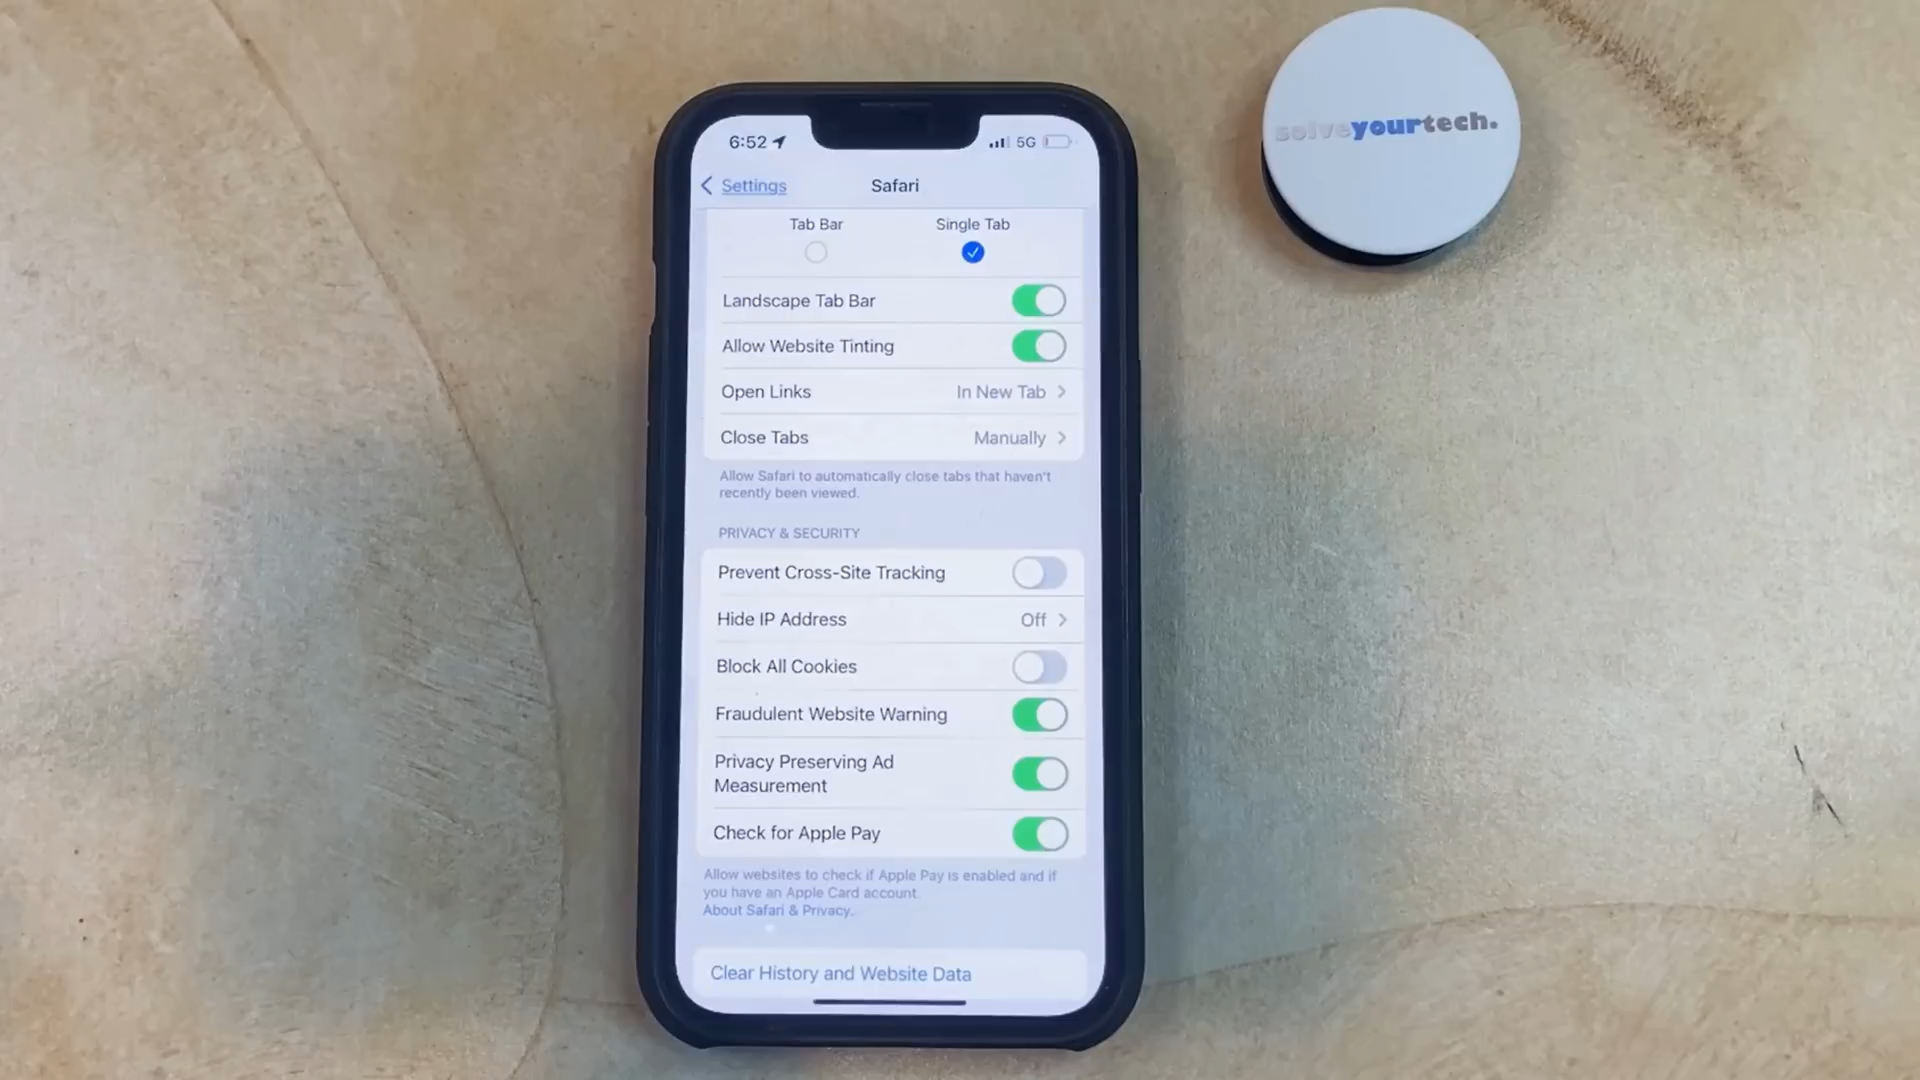 solveyourtech.
6:52
5G
Settings
Safari
Tab Bar
Single Tab
Landscape Tab Bar
Allow Website Tinting
Open Links
In New Tab
Close Tabs
Manually
Allow Safari to automatically close tabs that haven't
recently been viewed.
PRIVACY & SECURITY
Prevent Cross-Site Tracking
Hide IP Address
Off
Block All Cookies
Fraudulent Website Warning
Privacy Preserving Ad
Measurement
Check for Apple Pay
Allow websites to check if Apple Pay is enabled and if
you have an Apple Card account.
About Safari & Privacy.
Clear History and Website Data